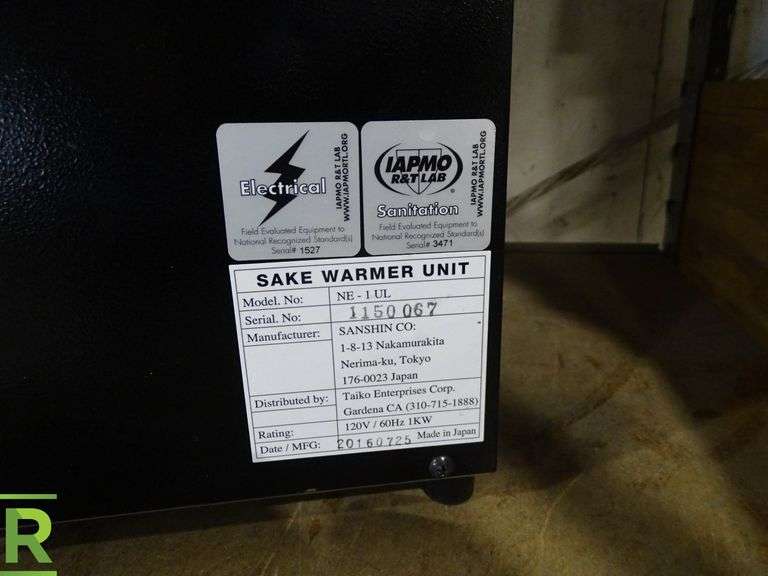 Electrical
IAPMO R&T LAB
WWW.IAPMORTL.ORG
Field Evaluated Equipment to
National Recognized Standard(s)
Serial# 1527
IAPMO
R&T LAB
®
Sanitation
IAPMO R&T LAB
WWW.IAPMORTL.ORG
Field Evaluated Equipment to
National Recognized Standard(s)
Serial# 3471
SAKE WARMER UNIT
Model. No: NE - 1 UL
Serial. No: 1150 067
Manufacturer: SANSHIN CO:
1-8-13 Nakamurakita
Nerima-ku, Tokyo
176-0023 Japan
Distributed by: Taiko Enterprises Corp.
Gardena CA (310-715-1888)
Rating: 120V / 60Hz 1KW
Date / MFG: 20160725 Made in Japan
R